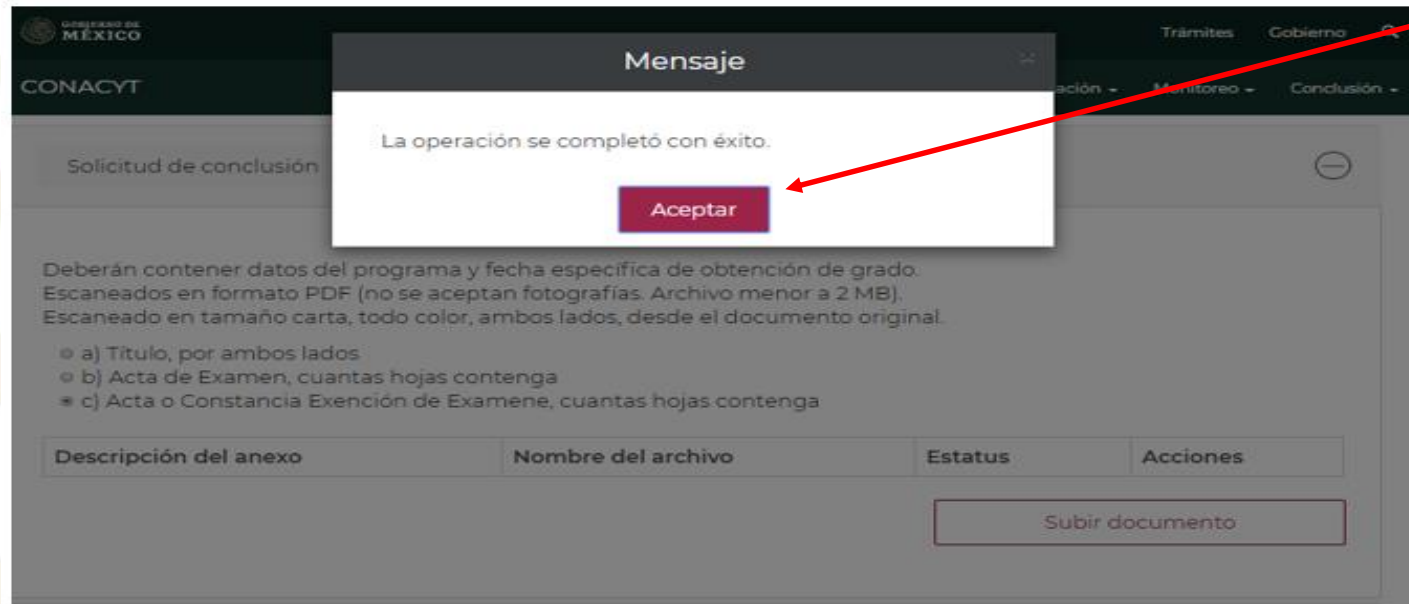 GOBIERNO DE
MÉXICO
Trámites Gobierno
CONACYT
ación Monitoreo Conclusión
Mensaje
La operación se completó con éxito.
Aceptar
Solicitud de conclusión
Deberán contener datos del programa y fecha específica de obtención de grado.
Escaneados en formato PDF (no se aceptan fotografías. Archivo menor a 2 MB).
Escaneado en tamaño carta, todo color, ambos lados, desde el documento original.
a) Título, por ambos lados
b) Acta de Examen, cuantas hojas contenga
c) Acta o Constancia Exención de Examene, cuantas hojas contenga
Descripción del anexo Nombre del archivo Estatus Acciones
Subir documento